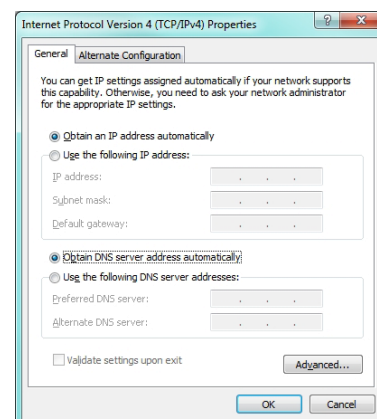 Internet Protocol Version 4 (TCP/IPv4) Properties
General
Alternate Configuration
You can get IP settings assigned automatically if your network supports
this capability. Otherwise, you need to ask your network administrator
for the appropriate IP settings.
Obtain an IP address automatically
Use the following IP address:
IP address:
Subnet mask:
Default gateway:
Obtain DNS server address automatically
Use the following DNS server addresses:
Preferred DNS server:
Alternate DNS server:
Validate settings upon exit
Advanced...
OK
Cancel